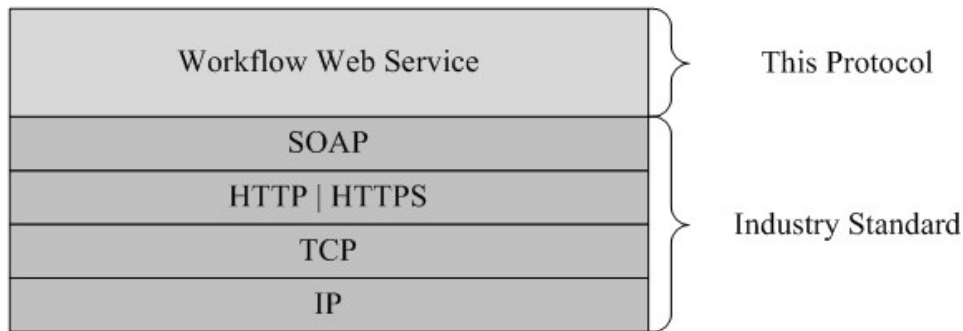 Workflow Web Service
This Protocol
SOAP
HTTP | HTTPS
TCP
IP
Industry Standard